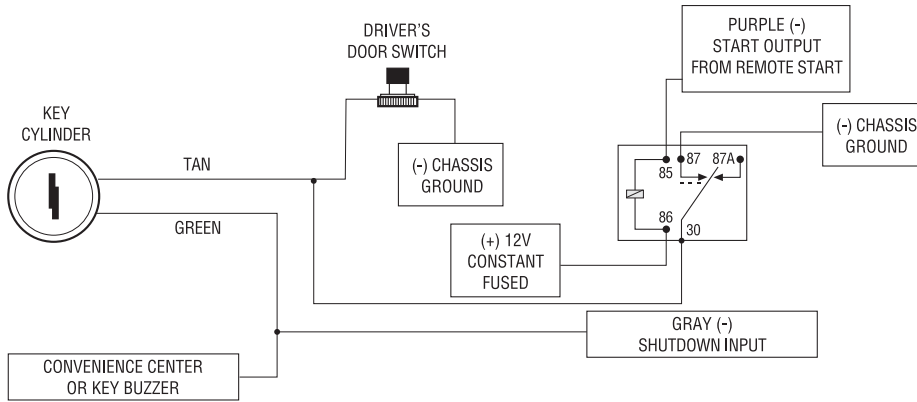 PURPLE (-)
START OUTPUT
FROM REMOTE START
DRIVER'S
DOOR SWITCH
KEY
CYLINDER
(-) CHASSIS
GROUND
87
87A
85
TAN
(-) CHASSIS
GROUND
86
30
GREEN
(+) 12V
CONSTANT
FUSED
GRAY (-)
SHUTDOWN INPUT
CONVENIENCE CENTER
OR KEY BUZZER